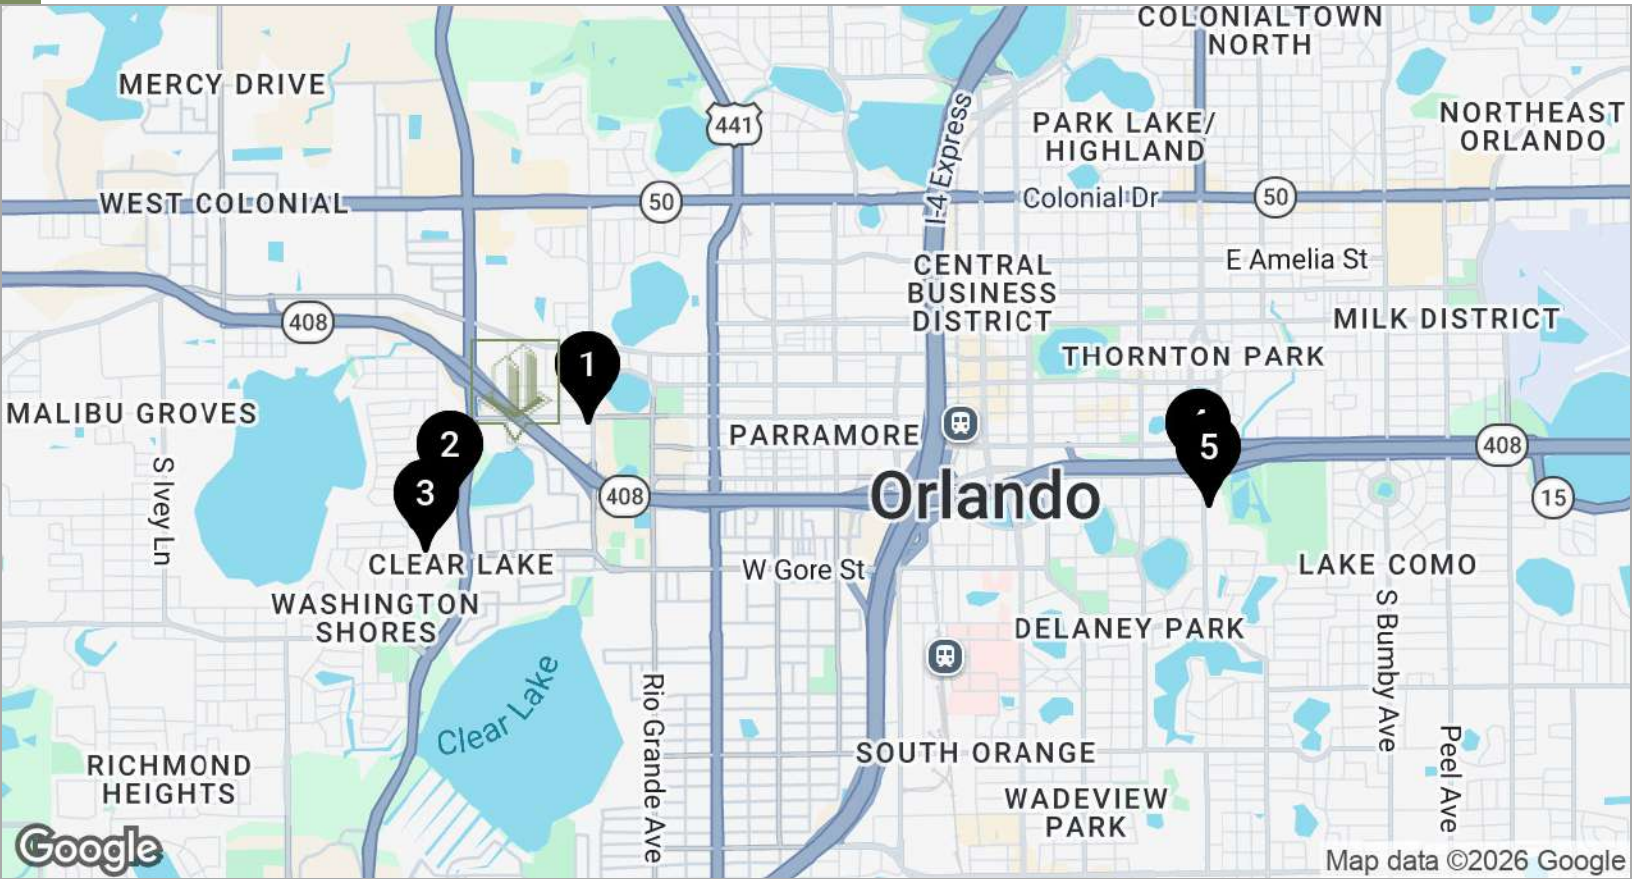 COLONIALTOWN
NORTH
MERCY DRIVE
441
I-4 Express
PARK LAKE/
HIGHLAND
NORTHEAST
ORLANDO
WEST COLONIAL
50
Colonial Dr
50
E Amelia St
CENTRAL
BUSINESS
DISTRICT
408
MILK DISTRICT
THORNTON PARK
1
MALIBU GROVES
2
PARRAMORE
5
408
3
S Ivey Ln
408
Orlando
15
CLEAR LAKE
W Gore St
LAKE COMO
WASHINGTON
SHORES
DELANEY PARK
S Bumby Ave
Clear Lake
Rio Grande Ave
SOUTH ORANGE
Peel Ave
RICHMOND
HEIGHTS
WADEVIEW
PARK
Google
Map data ©2026 Google